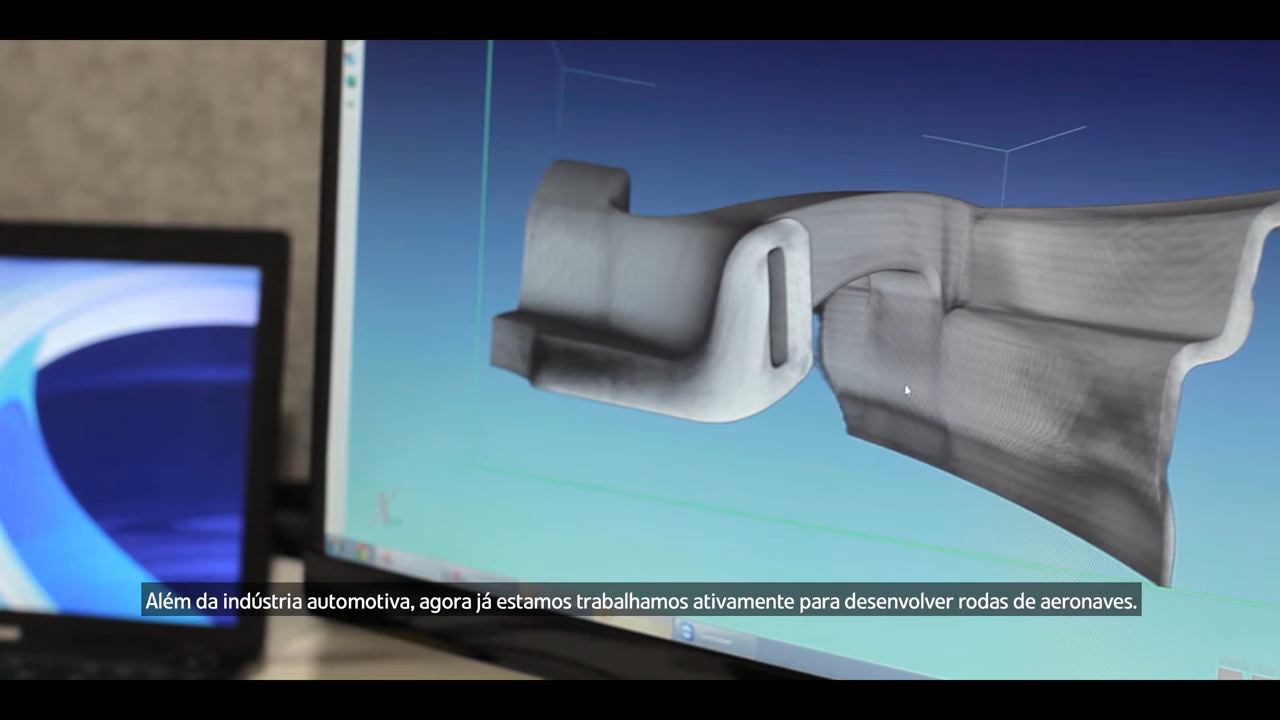 Além da indústria automotiva, agora já estamos trabalhamos ativamente para desenvolver rodas de aeronaves.